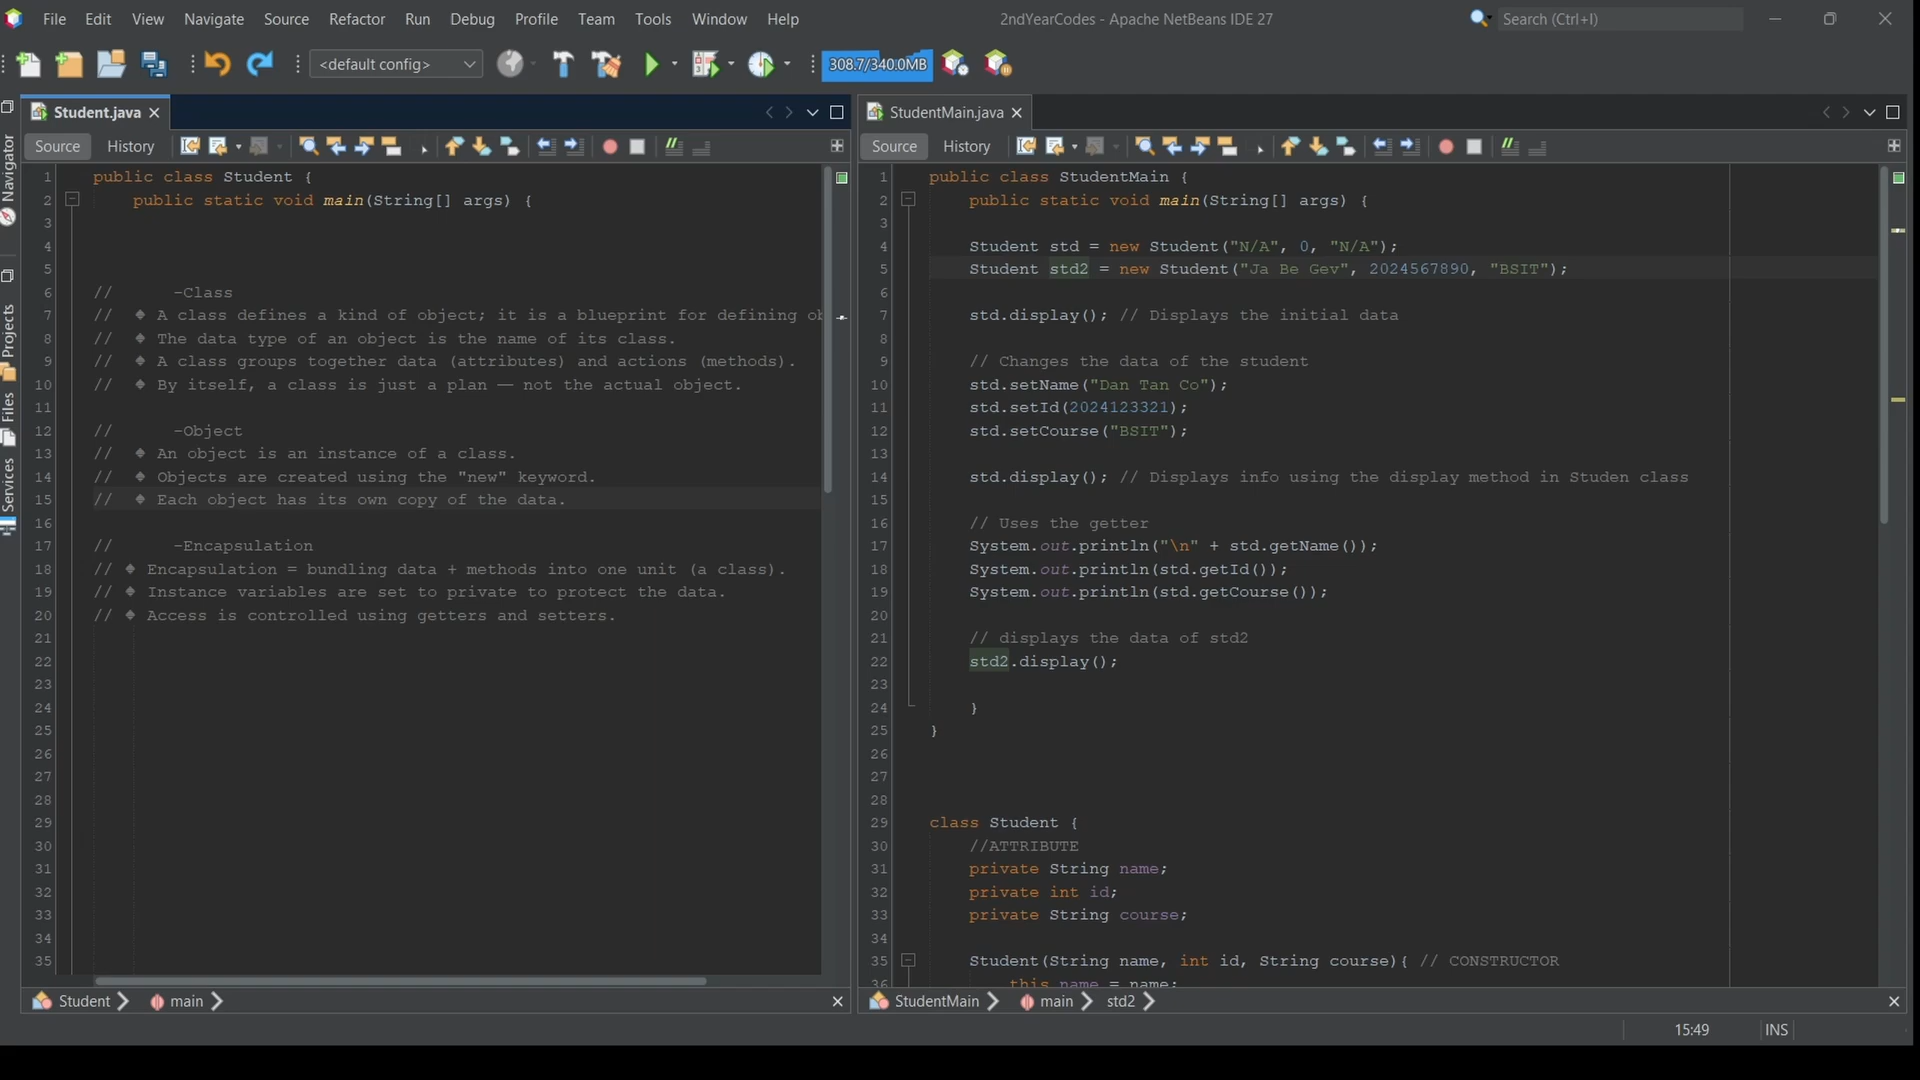 File Edit View Navigate Source Refactor Run Debug Profile Team Tools Window Help
2ndYearCodes - Apache NetBeans IDE 27
Search (Ctrl+I)
<default config>
308.7/340.0MB
Navigator
Projects
Files
Services
Student.java
Source History
1 public class Student {
2 public static void main(String[] args) {
3
4
5
6 // -Class
7 // ◆ A class defines a kind of object; it is a blueprint for defining ob
8 // ◆ The data type of an object is the name of its class.
9 // ◆ A class groups together data (attributes) and actions (methods).
10 // ◆ By itself, a class is just a plan — not the actual object.
11
12 // -Object
13 // ◆ An object is an instance of a class.
14 // ◆ Objects are created using the "new" keyword.
15 // ◆ Each object has its own copy of the data.
16
17 // -Encapsulation
18 // ◆ Encapsulation = bundling data + methods into one unit (a class).
19 // ◆ Instance variables are set to private to protect the data.
20 // ◆ Access is controlled using getters and setters.
21
22
23
24
25
26
27
28
29
30
31
32
33
34
35
Student main
StudentMain.java
Source History
1 public class StudentMain {
2 public static void main(String[] args) {
3
4 Student std = new Student("N/A", 0, "N/A");
5 Student std2 = new Student("Ja Be Gev", 2024567890, "BSIT");
6
7 std.display(); // Displays the initial data
8
9 // Changes the data of the student
10 std.setName("Dan Tan Co");
11 std.setId(2024123321);
12 std.setCourse("BSIT");
13
14 std.display(); // Displays info using the display method in Studen class
15
16 // Uses the getter
17 System.out.println("\n" + std.getName());
18 System.out.println(std.getId());
19 System.out.println(std.getCourse());
20
21 // displays the data of std2
22 std2.display();
23
24 }
25 }
26
27
28
29 class Student {
30 //ATTRIBUTE
31 private String name;
32 private int id;
33 private String course;
34
35 Student(String name, int id, String course){ // CONSTRUCTOR
36 this.name = name;
StudentMain main std2
15:49 INS